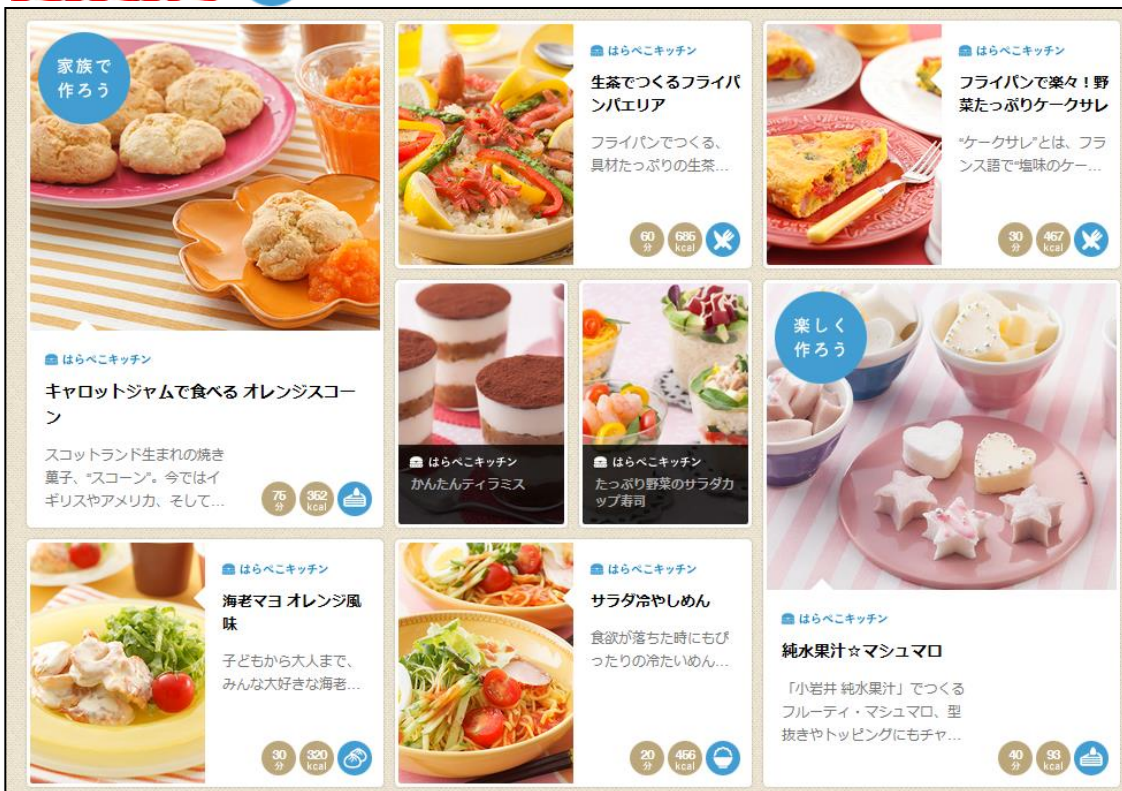 家族で
作ろう
はらぺこキッチン
キャロットジャムで食べる オレンジスコー
ン
スコットランド生まれの焼き
菓子、“スコーン”。今ではイ
ギリスやアメリカ、そして...
75
分
352
kcal
はらぺこキッチン
生茶でつくるフライパ
ンパエリア
フライパンでつくる、
具材たっぷりの生茶...
60
分
685
kcal
はらぺこキッチン
フライパンで楽々！野
菜たっぷりケークサレ
“ケークサレ”とは、フラ
ンス語で“塩味のケー...
30
分
467
kcal
はらぺこキッチン
かんたんティラミス
はらぺこキッチン
たっぷり野菜のサラダカ
ップ寿司
楽しく
作ろう
はらぺこキッチン
純水果汁☆マシュマロ
「小岩井 純水果汁」でつくる
フルーティ・マシュマロ、型
抜きやトッピングにもチャ...
40
分
93
kcal
はらぺこキッチン
海老マヨ オレンジ風
味
子どもから大人まで、
みんな大好きな海老...
30
分
320
kcal
はらぺこキッチン
サラダ冷やしめん
食欲が落ちた時にもぴ
ったりの冷たいめん...
20
分
456
kcal